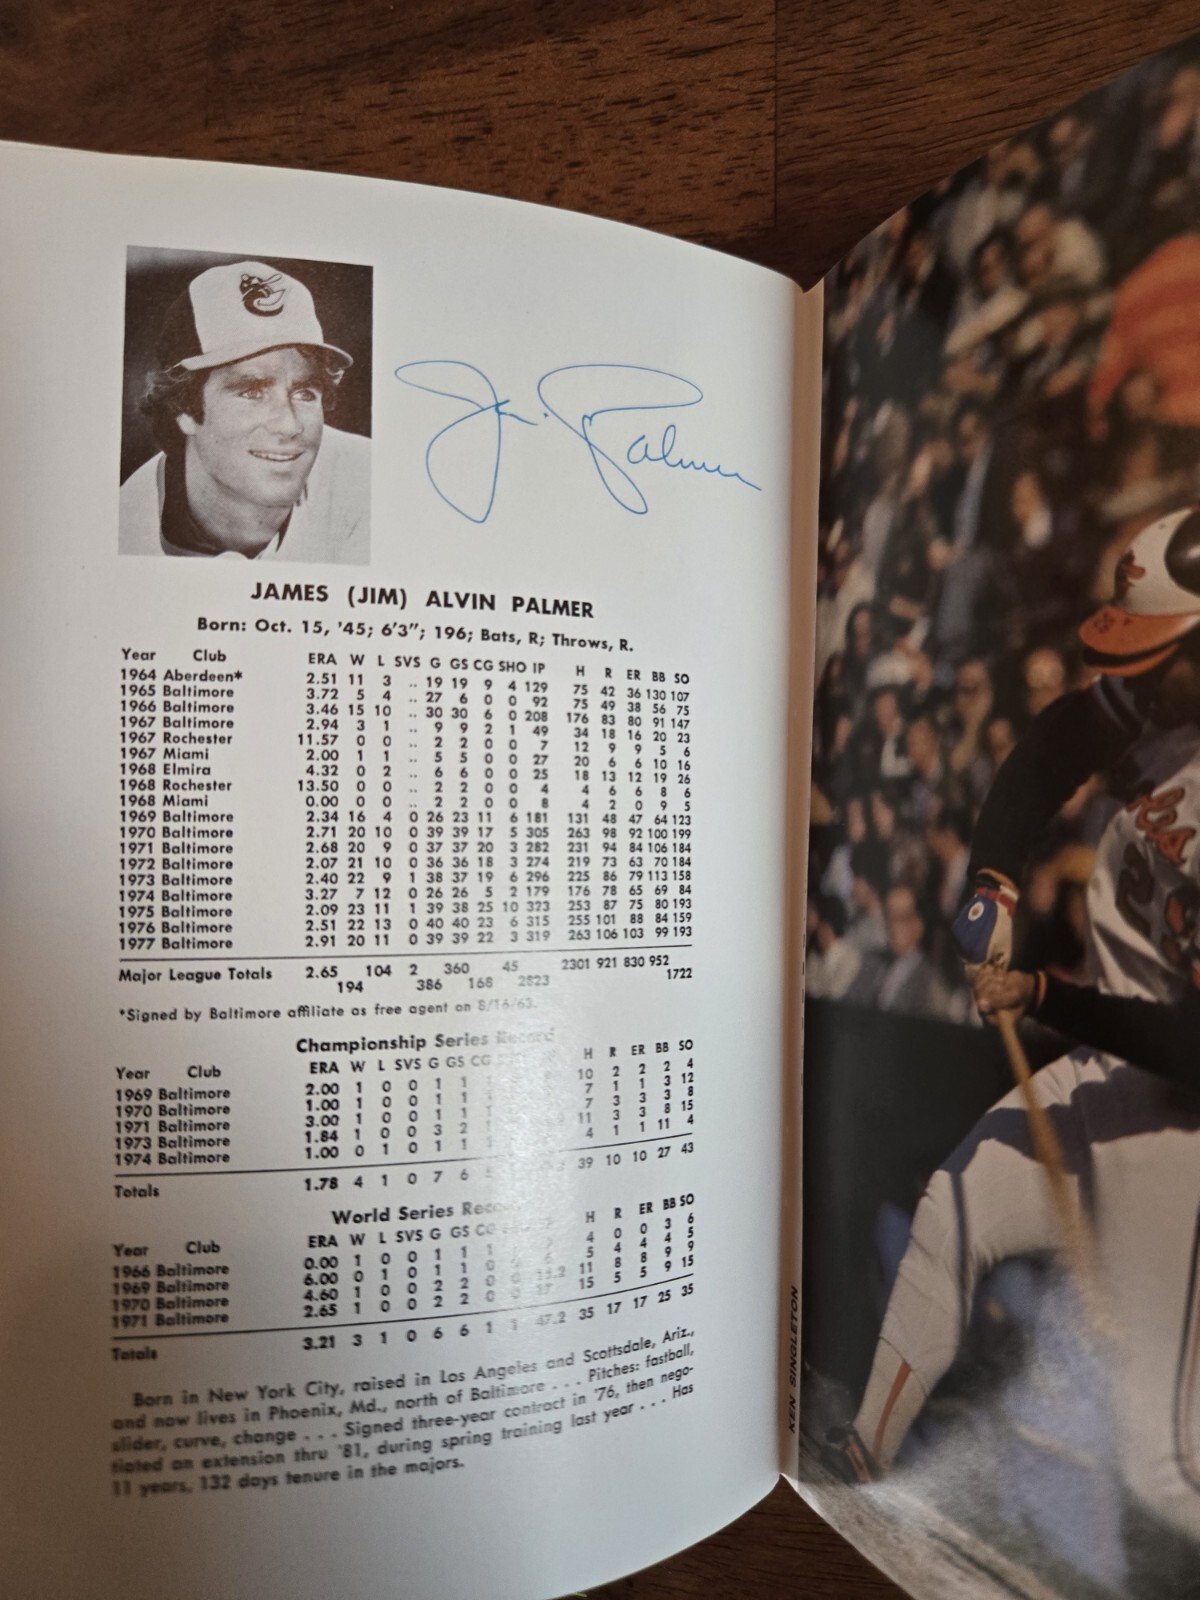 Jim Palmer
JAMES (JIM) ALVIN PALMER
Born: Oct. 15, '45; 6'3"; 196; Bats, R; Throws, R.
Year Club ERA W L SVS G GS CG SHO IP H R ER BB SO
1964 Aberdeen* 2.51 11 3 .. 19 19 9 4 129 75 42 36 130 107
1965 Baltimore 3.72 5 4 .. 27 6 0 0 92 75 49 38 56 75
1966 Baltimore 3.46 15 10 .. 30 30 6 0 208 176 83 80 91 147
1967 Baltimore 2.94 3 1 .. 9 9 2 1 49 34 18 16 20 23
1967 Rochester 11.57 0 0 .. 2 2 0 0 7 12 9 9 5 6
1967 Miami 2.00 1 1 .. 5 5 0 0 27 20 6 6 10 16
1968 Elmira 4.32 0 2 .. 6 6 0 0 25 18 13 12 19 26
1968 Rochester 13.50 0 0 .. 2 2 0 0 4 4 6 6 8 6
1968 Miami 0.00 0 0 .. 2 2 0 0 8 4 2 0 9 5
1969 Baltimore 2.34 16 4 0 26 23 11 6 181 131 48 47 64 123
1970 Baltimore 2.71 20 10 0 39 39 17 5 305 263 98 92 100 199
1971 Baltimore 2.68 20 9 0 37 37 20 3 282 231 94 84 106 184
1972 Baltimore 2.07 21 10 0 36 36 18 3 274 219 73 63 70 184
1973 Baltimore 2.40 22 9 1 38 37 19 6 296 225 86 79 113 158
1974 Baltimore 3.27 7 12 0 26 26 5 2 179 176 78 65 69 84
1975 Baltimore 2.09 23 11 1 39 38 25 10 323 253 87 75 80 193
1976 Baltimore 2.51 22 13 0 40 40 23 6 315 255 101 88 84 159
1977 Baltimore 2.91 20 11 0 39 39 22 3 319 263 106 103 99 193
Major League Totals 2.65 104 2 360 45 2301 921 830 952
194 386 168 2823 1722
*Signed by Baltimore affiliate as free agent on 8/16/63.
Championship Series Record
Year Club ERA W L SVS G GS CG H R ER BB SO
1969 Baltimore 2.00 1 0 0 1 1 10 2 2 2 4
1970 Baltimore 1.00 1 0 0 1 1 7 1 1 3 12
1971 Baltimore 3.00 1 0 0 1 1 7 3 3 3 8
1973 Baltimore 1.84 1 0 0 3 2 11 3 3 8 15
1974 Baltimore 1.00 0 1 0 1 1 4 1 1 11 4
Totals 1.78 4 1 0 7 6 39 10 10 27 43
World Series
Year Club ERA W L SVS G GS CG H R ER BB SO
1966 Baltimore 0.00 1 0 0 1 1 1 4 0 0 3 6
1969 Baltimore 6.00 0 1 0 1 1 0 5 4 4 4 5
1970 Baltimore 4.60 1 0 0 2 2 0 11 8 8 9 9
1971 Baltimore 2.65 1 0 0 2 2 0 17 15 5 5 9 15
Totals 3.21 3 1 0 6 6 1 1 47.2 35 17 17 25 35
Born in New York City, raised in Los Angeles and Scottsdale, Ariz.,
and now lives in Phoenix, Md., north of Baltimore . . . Pitches: fastball,
slider, curve, change . . . Signed three-year contract in '76, then nego-
tiated an extension thru '81, during spring training last year . . . Has
11 years, 132 days tenure in the majors.
KEN SINGLETON